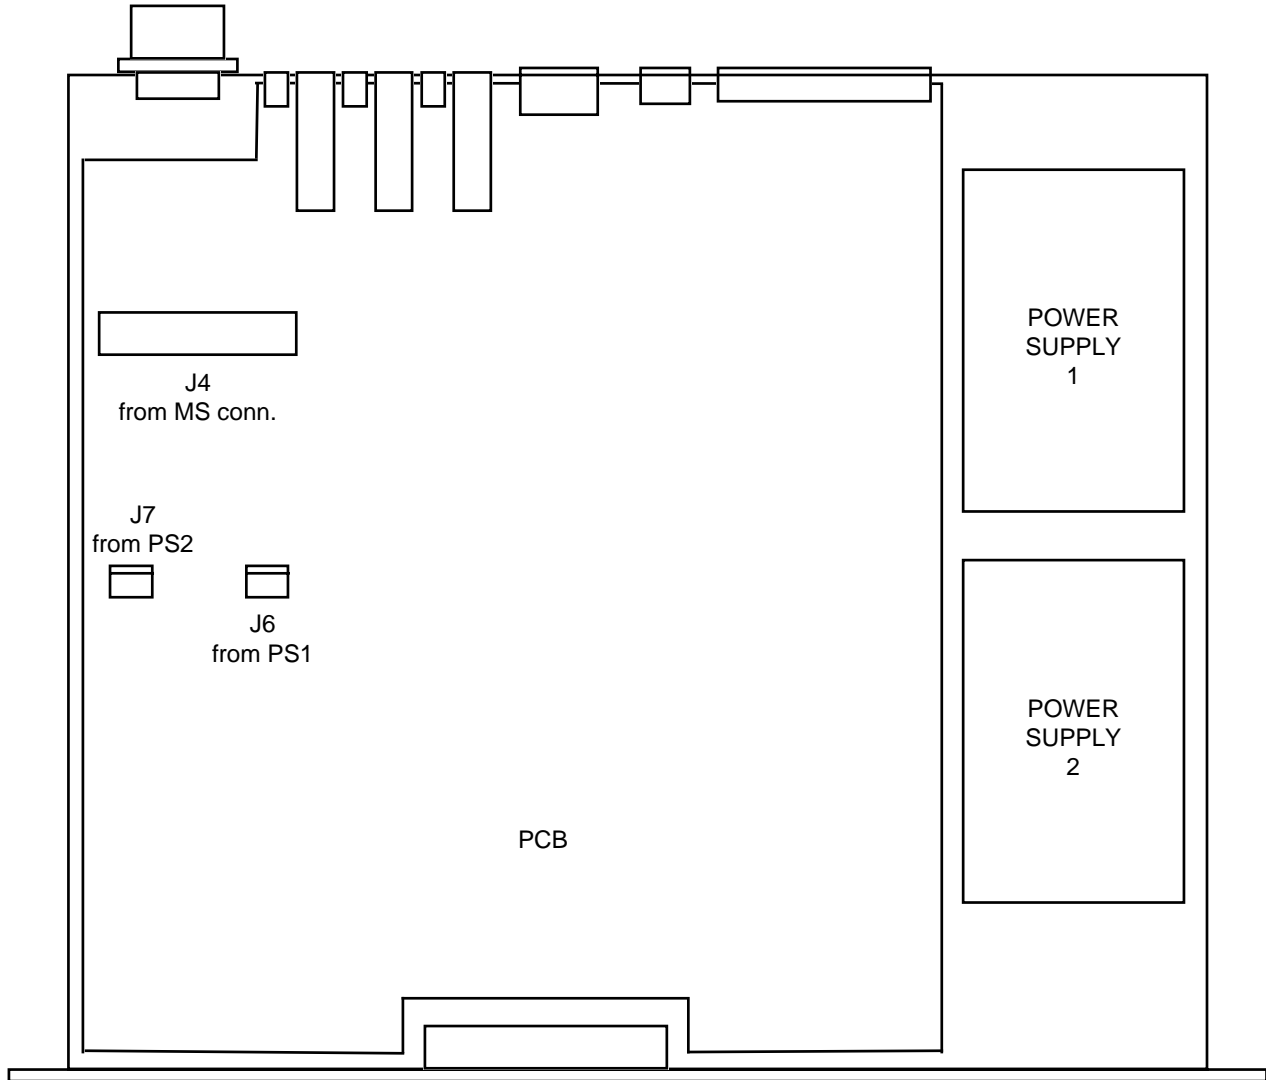 POWER
SUPPLY
1
J4
from MS conn.
J7
from PS2
J6
from PS1
POWER
SUPPLY
2
PCB